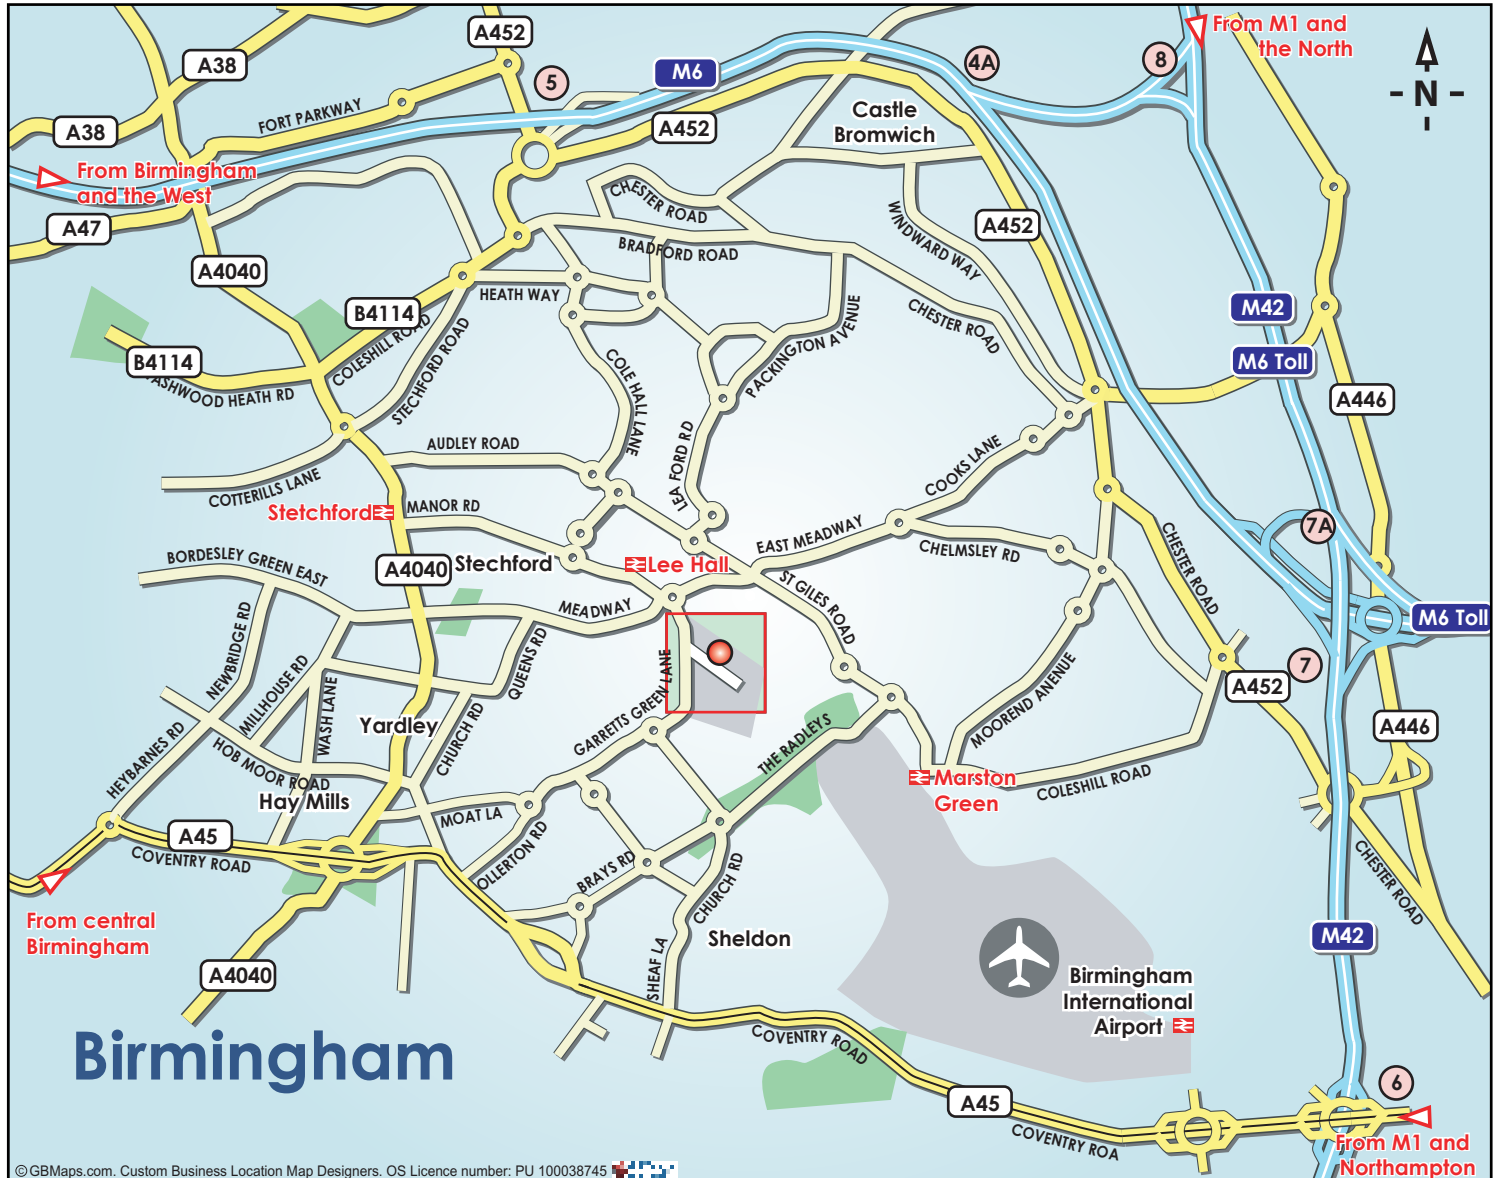 A452
From M1 and
the North
A38
5
M6
4A
8
N
FORT PARKWAY
A38
A452
Castle
Bromwich
From Birmingham
and the West
CHESTER ROAD
A47
A452
WINDWARD WAY
BRADFORD ROAD
A4040
HEATH WAY
M42
B4114
CHESTER ROAD
PACKINGTON AVENUE
COLESHILL ROAD
STECHFORD ROAD
COLE HALL LANE
M6 Toll
B4114
ASHWOOD HEATH RD
A446
AUDLEY ROAD
LEA FORD RD
COOKS LANE
COTTERILLS LANE
Stetchford
MANOR RD
EAST MEADWAY
7A
CHELMSLEY RD
CHESTER ROAD
BORDESLEY GREEN EAST
A4040
Stechford
Lee Hall
ST GILES ROAD
MEADWAY
M6 Toll
NEWBRIDGE RD
QUEENS RD
7
MILLHOUSE RD
WASH LANE
GARRETTS GREEN LANE
A452
MOOREND ANENUE
Yardley
CHURCH RD
A446
THE RADLEYS
HEYBARNES RD
HOB MOOR ROAD
Marston
Green
COLESHILL ROAD
Hay Mills
MOAT LA
A45
COVENTRY ROAD
OLLERTON RD
BRAYS RD
CHURCH RD
CHESTER ROAD
From central
Birmingham
Sheldon
M42
A4040
SHEAF LA
Birmingham
International
Airport
Birmingham
COVENTRY ROAD
6
A45
COVENTRY ROA
From M1 and
Northampton
© GBMaps.com. Custom Business Location Map Designers. OS Licence number: PU 100038745